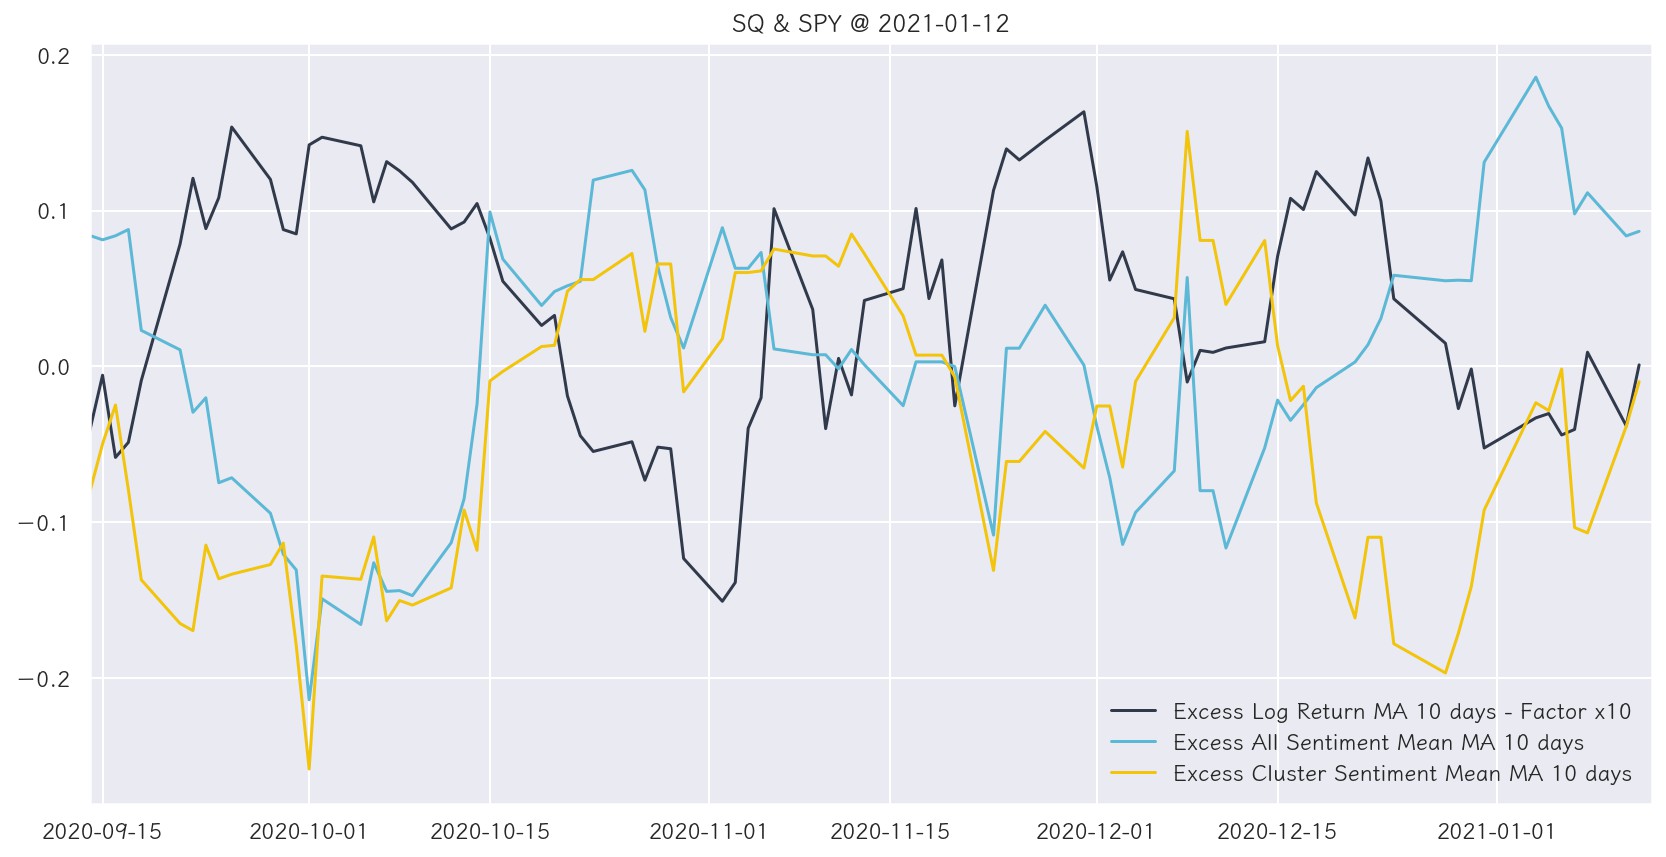 SQ & SPY @ 2021-01-12
0.2
0.1
0.0
−0.1
−0.2
Excess Log Return MA 10 days - Factor x10
Excess All Sentiment Mean MA 10 days
Excess Cluster Sentiment Mean MA 10 days
2020-09-15 2020-10-01 2020-10-15 2020-11-01 2020-11-15 2020-12-01 2020-12-15 2021-01-01